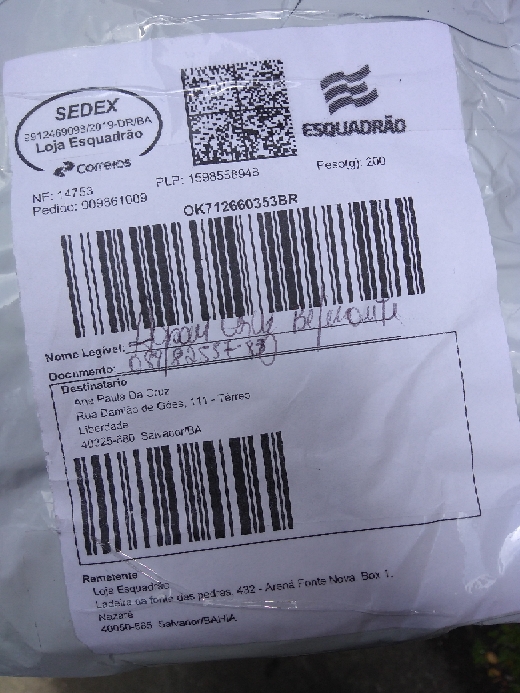 SEDEX
9912469093/2019-DR/BA
Loja Esquadrão
Correios
ESQUADRÃO
NF: 14753
PLP: 1598558948
Peso(g): 200
Pedido: 009661009
OK712660353BR
Nome Legível:
Documento:
Destinatário
Ana Paula Da Cruz
Rua Damião de Góes, 111 - Térreo
Liberdade
40325-680 Salvador/BA
Remetente
Loja Esquadrão
Ladeira da fonte das pedras, 432 - Arena Fonte Nova, Box 1,
Nazaré
40050-565 Salvador/BAHIA